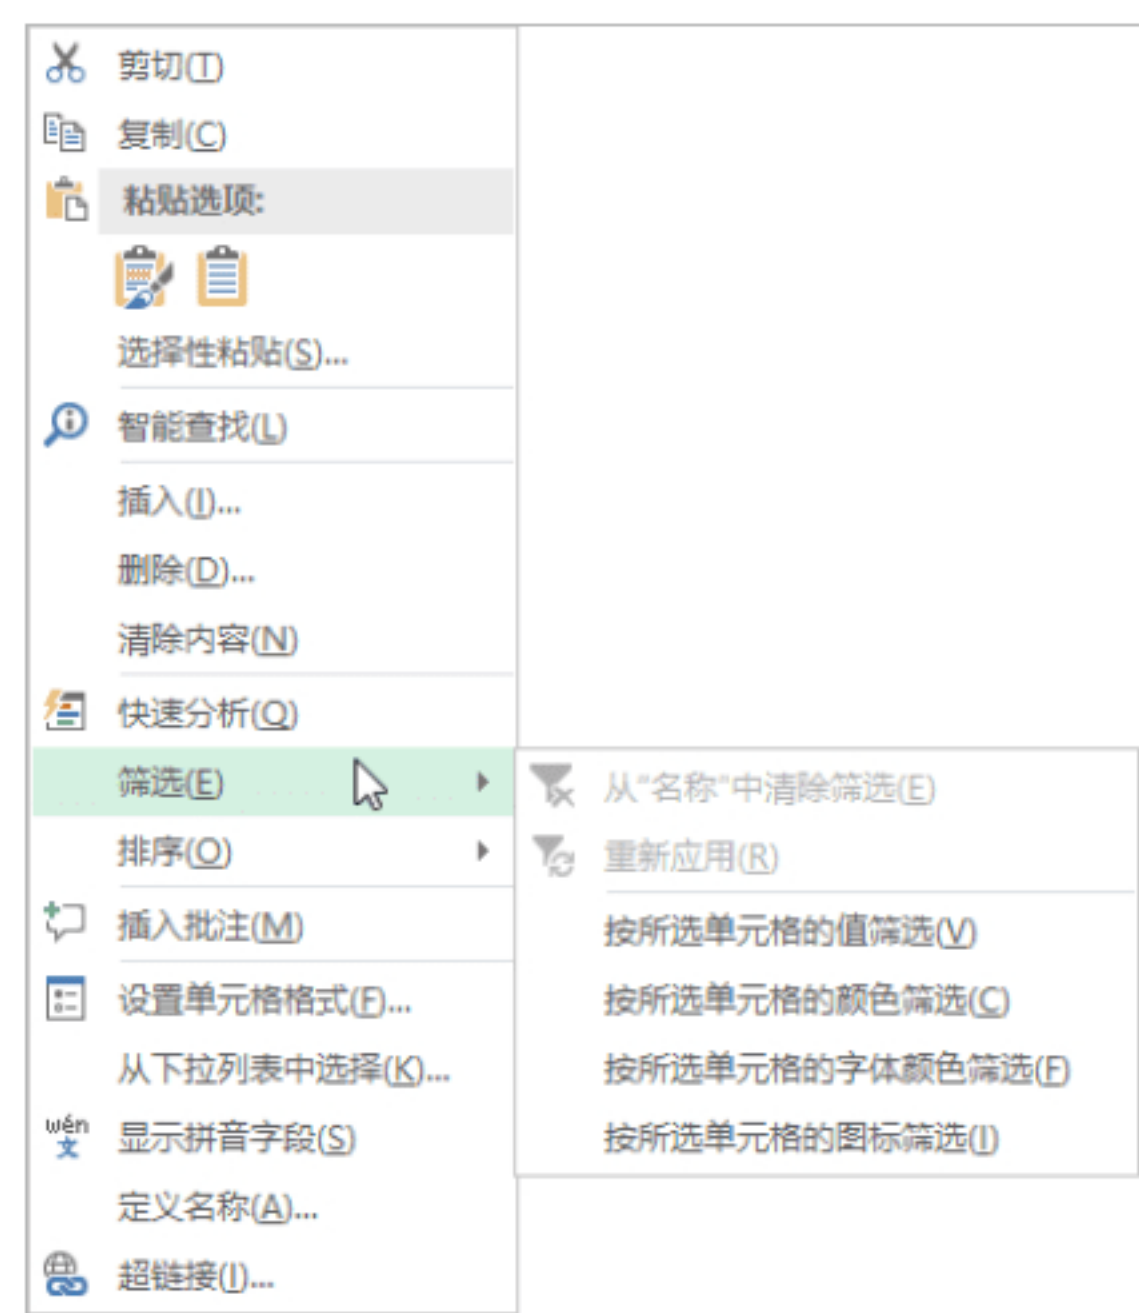 剪切(T)
复制(C)
粘贴选项:
选择性粘贴(S)...
智能查找(L)
插入(I)...
删除(D)...
清除内容(N)
快速分析(Q)
筛选(E)
排序(O)
插入批注(M)
设置单元格格式(F)...
从下拉列表中选择(K)...
wén
文
显示拼音字段(S)
定义名称(A)...
超链接(I)...
从"名称"中清除筛选(E)
重新应用(R)
按所选单元格的值筛选(V)
按所选单元格的颜色筛选(C)
按所选单元格的字体颜色筛选(F)
按所选单元格的图标筛选(I)